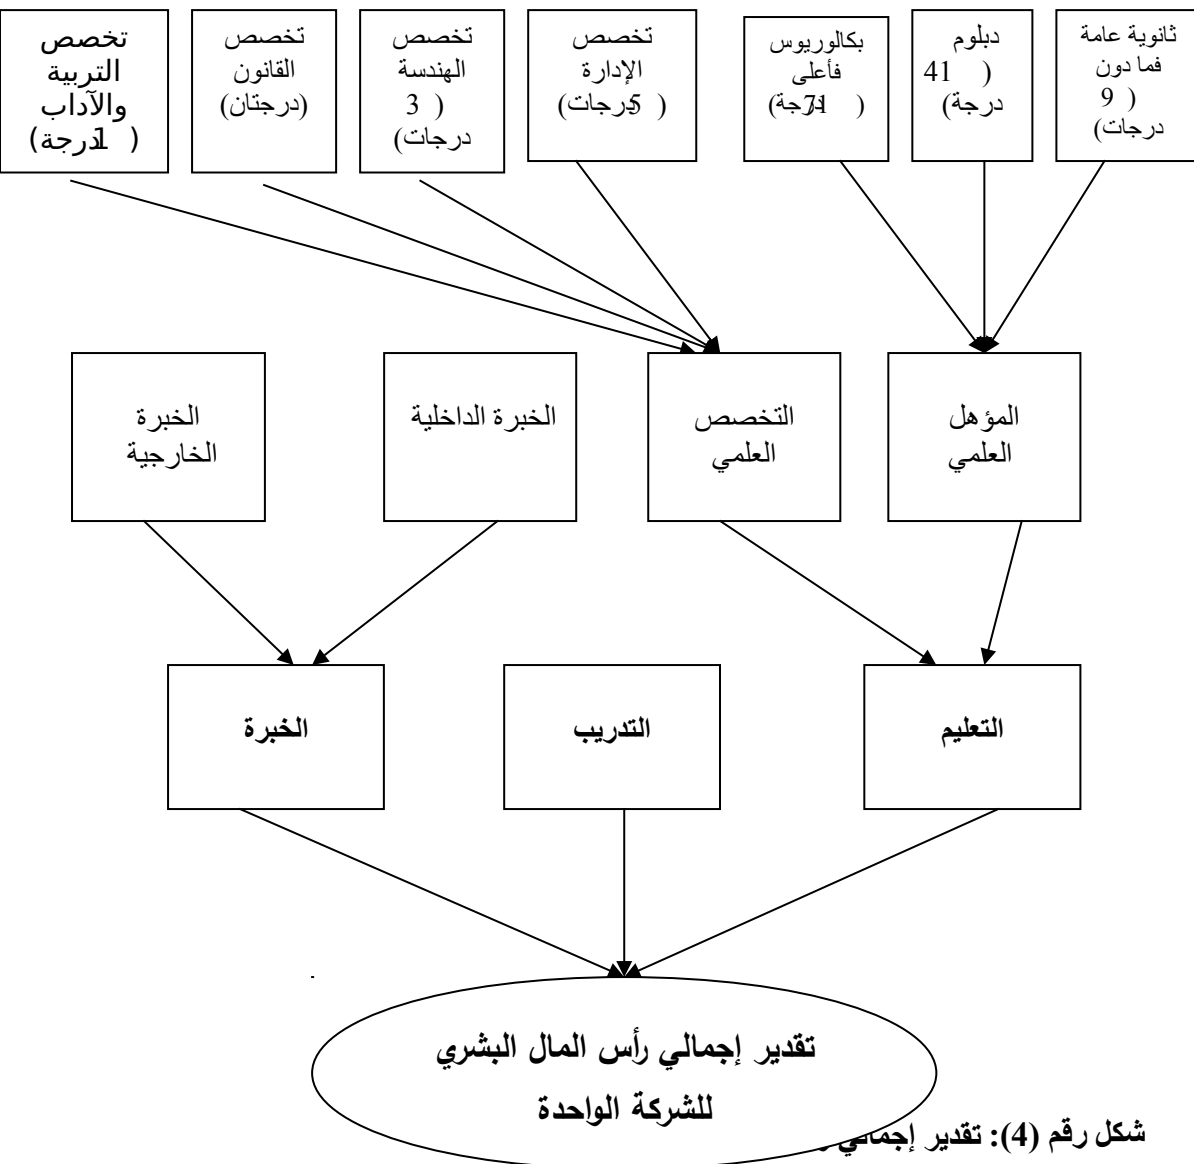 ثانوية عامة
فما دون
( 9
درجات)
دبلوم
( 41
درجة)
بكالوريوس
فأعلى
( 71 درجة)
تخصص
الإدارة
( 5 درجات)
تخصص
الهندسة
( 3
درجات)
تخصص
القانون
(درجتان)
تخصص
التربية
والآداب
( 1 درجة)
المؤهل
العلمي
التخصص
العلمي
الخبرة الداخلية
الخبرة
الخارجية
التعليم
التدريب
الخبرة
تقدير إجمالي رأس المال البشري
للشركة الواحدة
شكل رقم (4): تقدير إجمالي